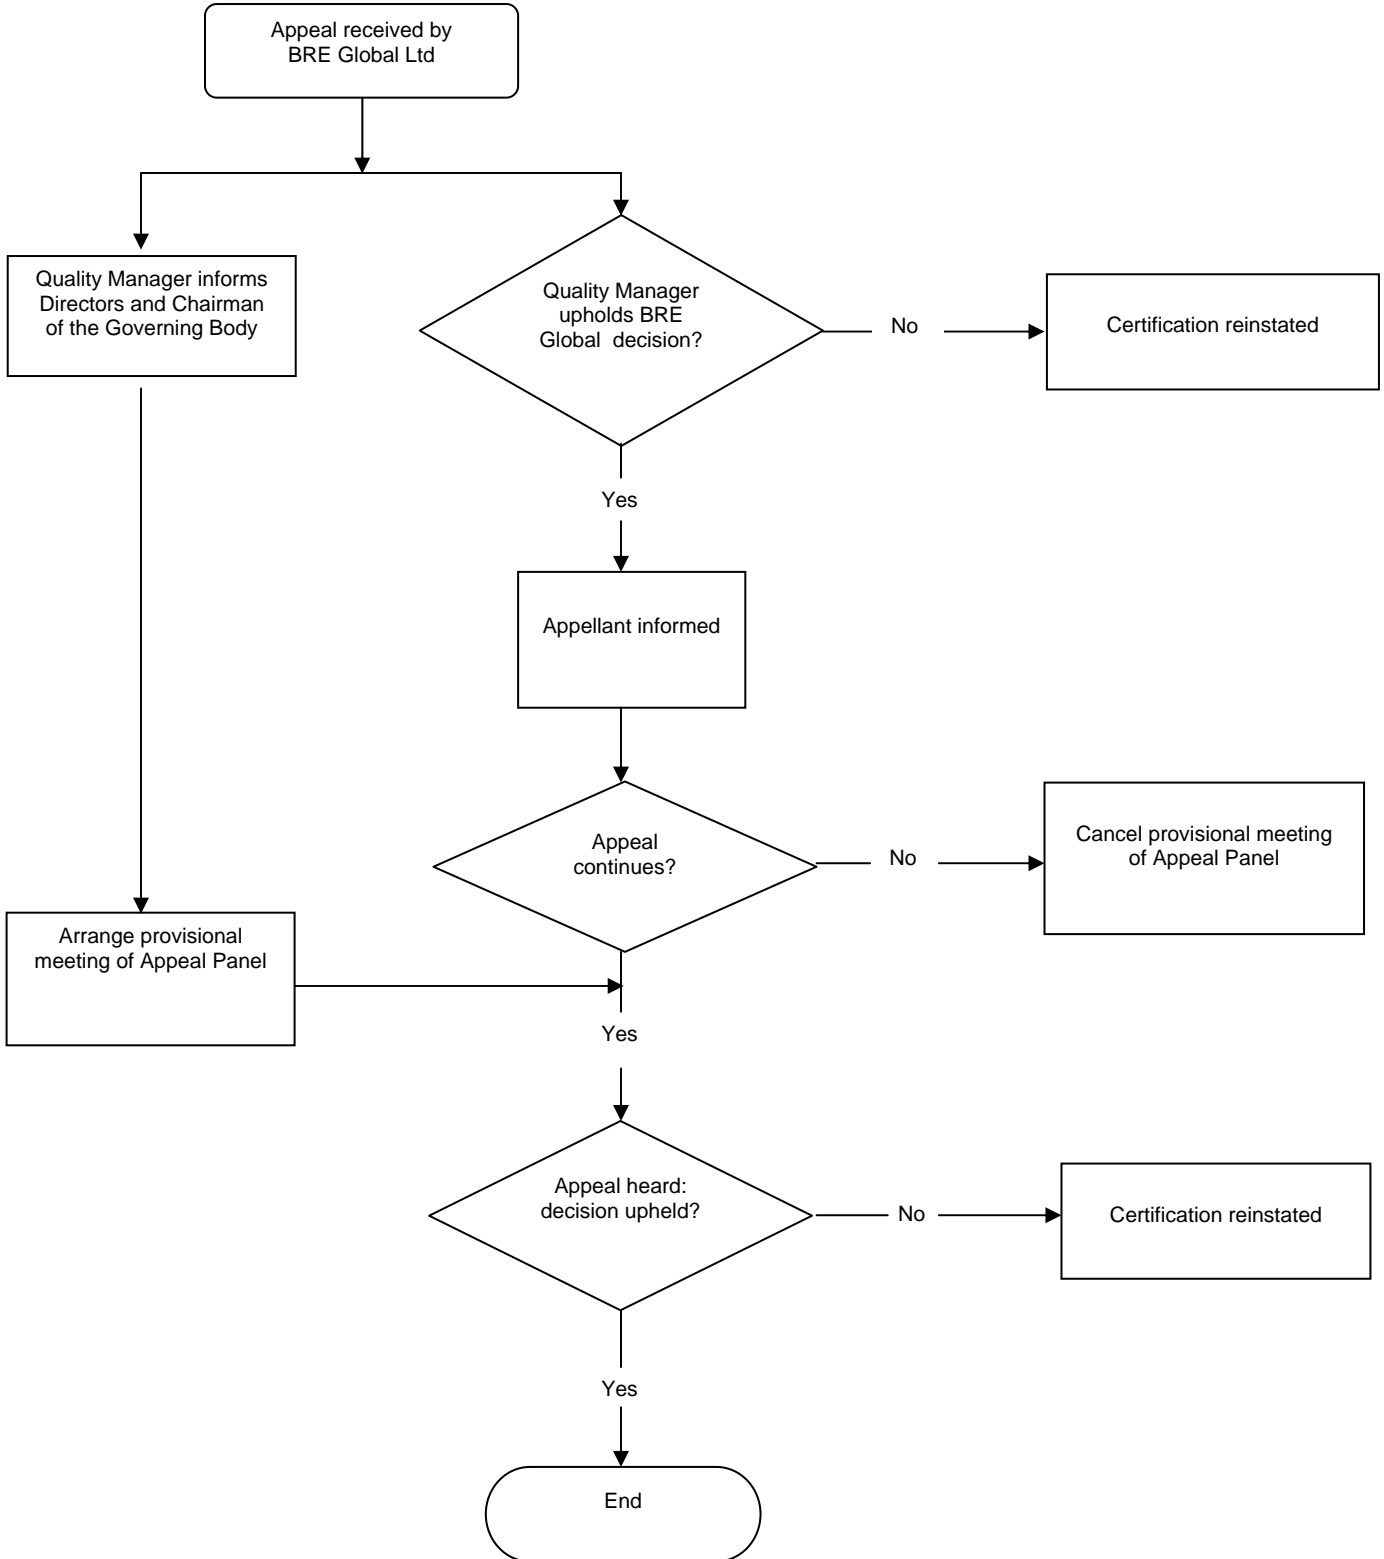 Appeal received by
BRE Global Ltd
Quality Manager informs
Directors and Chairman
of the Governing Body
Quality Manager
upholds BRE
Global decision?
No
Certification reinstated
Yes
Appellant informed
Appeal
continues?
No
Cancel provisional meeting
of Appeal Panel
Arrange provisional
meeting of Appeal Panel
Yes
Appeal heard:
decision upheld?
No
Certification reinstated
Yes
End